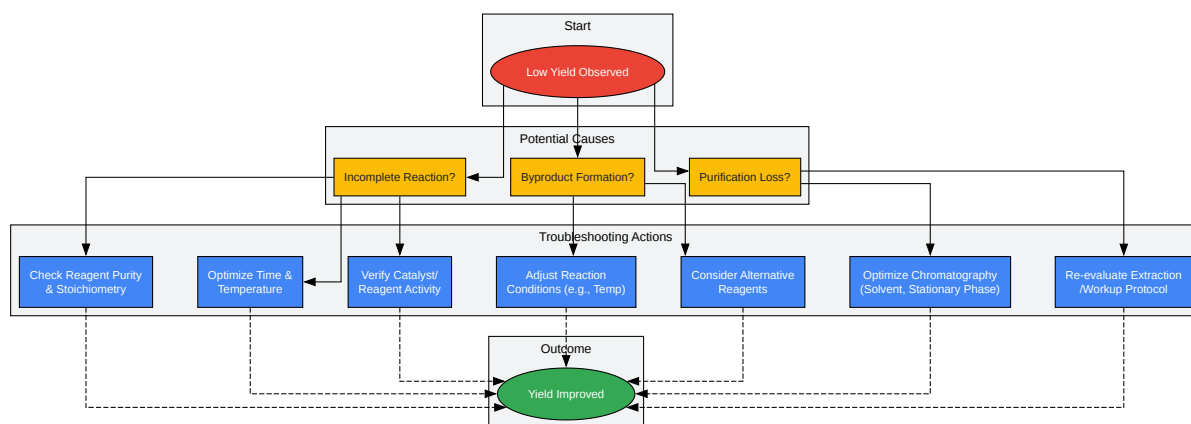 Start
Low Yield Observed
Potential Causes
Incomplete Reaction?
Byproduct Formation?
Purification Loss?
Troubleshooting Actions
Check Reagent Purity
& Stoichiometry
Optimize Time &
Temperature
Verify Catalyst/
Reagent Activity
Adjust Reaction
Conditions (e.g., Temp)
Consider Alternative
Reagents
Optimize Chromatography
(Solvent, Stationary Phase)
Re-evaluate Extraction
/Workup Protocol
Outcome
Yield Improved